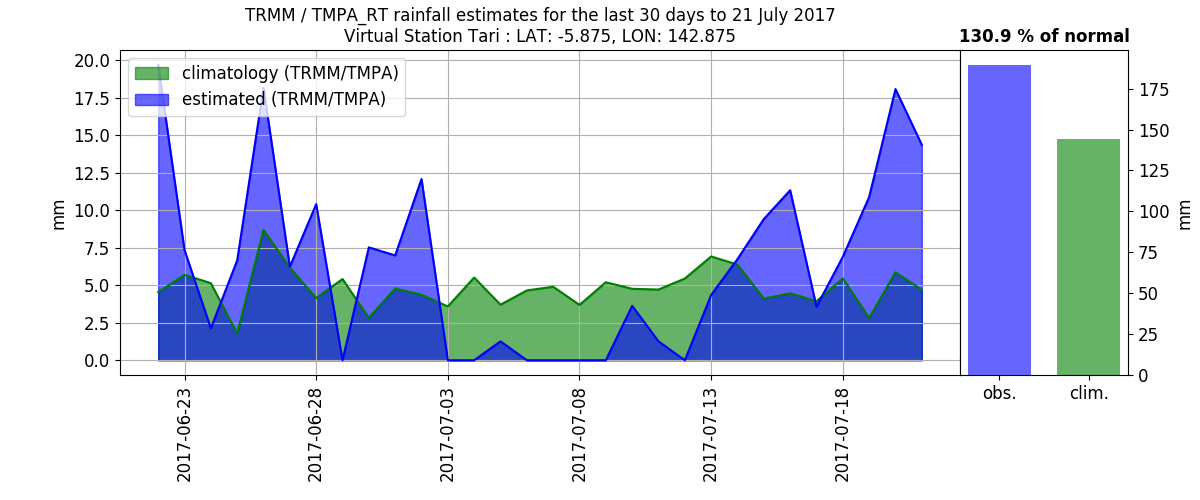 TRMM / TMPA_RT rainfall estimates for the last 30 days to 21 July 2017
Virtual Station Tari : LAT: -5.875, LON: 142.875
130.9 % of normal
climatology (TRMM/TMPA)
estimated (TRMM/TMPA)
mm
20.0
17.5
15.0
12.5
10.0
7.5
5.0
2.5
0.0
2017-06-23
2017-06-28
2017-07-03
2017-07-08
2017-07-13
2017-07-18
175
150
125
100
75
50
25
0
mm
obs.
clim.